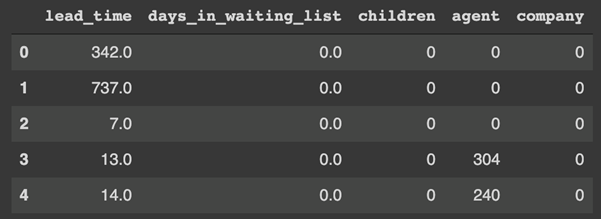 lead_time days_in_waiting_list children agent company
0 342.0 0.0 0 0 0
1 737.0 0.0 0 0 0
2 7.0 0.0 0 0 0
3 13.0 0.0 0 304 0
4 14.0 0.0 0 240 0